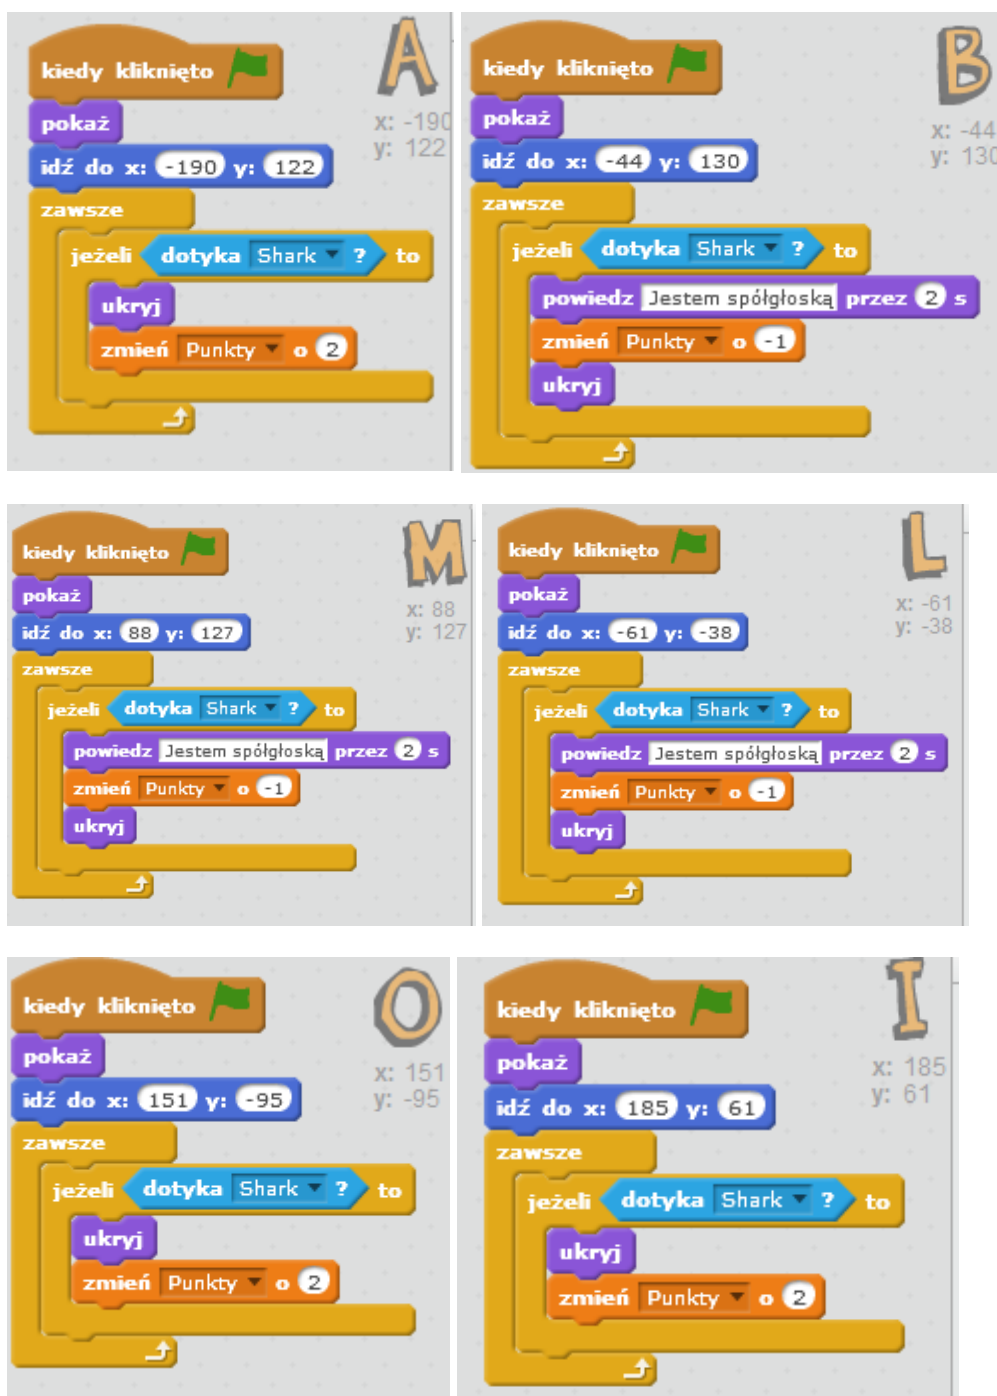 kiedy kliknięto
A
pokaż
x: -190
y: 122
idź do x: -190 y: 122
zawsze
jeżeli dotyka Shark ? to
ukryj
zmień Punkty o 2
kiedy kliknięto
B
pokaż
x: -44
y: 130
idź do x: -44 y: 130
zawsze
jeżeli dotyka Shark ? to
powiedz Jestem spółgłoską przez 2 s
zmień Punkty o -1
ukryj
kiedy kliknięto
M
pokaż
x: 88
y: 127
idź do x: 88 y: 127
zawsze
jeżeli dotyka Shark ? to
powiedz Jestem spółgłoską przez 2 s
zmień Punkty o -1
ukryj
kiedy kliknięto
L
pokaż
x: -61
y: -38
idź do x: -61 y: -38
zawsze
jeżeli dotyka Shark ? to
powiedz Jestem spółgłoską przez 2 s
zmień Punkty o -1
ukryj
kiedy kliknięto
O
pokaż
x: 151
y: -95
idź do x: 151 y: -95
zawsze
jeżeli dotyka Shark ? to
ukryj
zmień Punkty o 2
kiedy kliknięto
I
pokaż
x: 185
y: 61
idź do x: 185 y: 61
zawsze
jeżeli dotyka Shark ? to
ukryj
zmień Punkty o 2